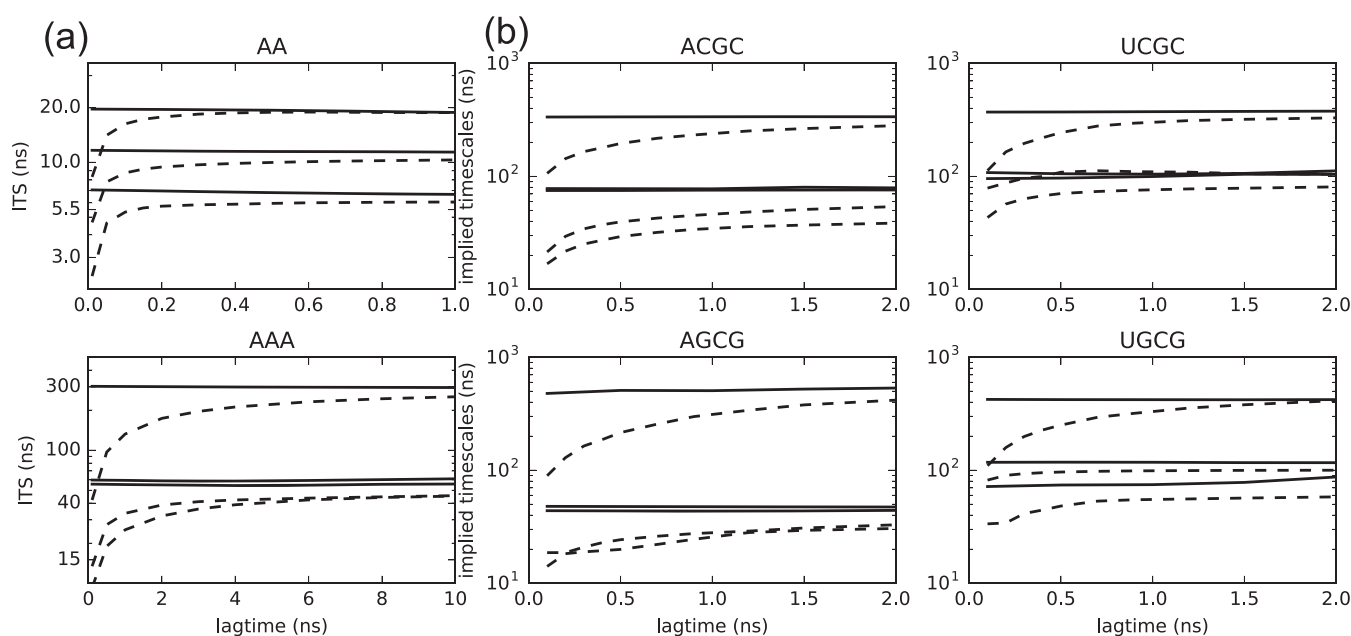 (a)
AA
ITS (ns)
20.0
10.0
5.5
3.0
0.0 0.2 0.4 0.6 0.8 1.0
AAA
ITS (ns)
300
100
40
15
0 2 4 6 8 10
lagtime (ns)
(b)
ACGC
implied timescales (ns)
10³
10²
10¹
0.0 0.5 1.0 1.5 2.0
UCGC
10³
10²
10¹
0.0 0.5 1.0 1.5 2.0
AGCG
implied timescales (ns)
10³
10²
10¹
0.0 0.5 1.0 1.5 2.0
lagtime (ns)
UGCG
10³
10²
10¹
0.0 0.5 1.0 1.5 2.0
lagtime (ns)